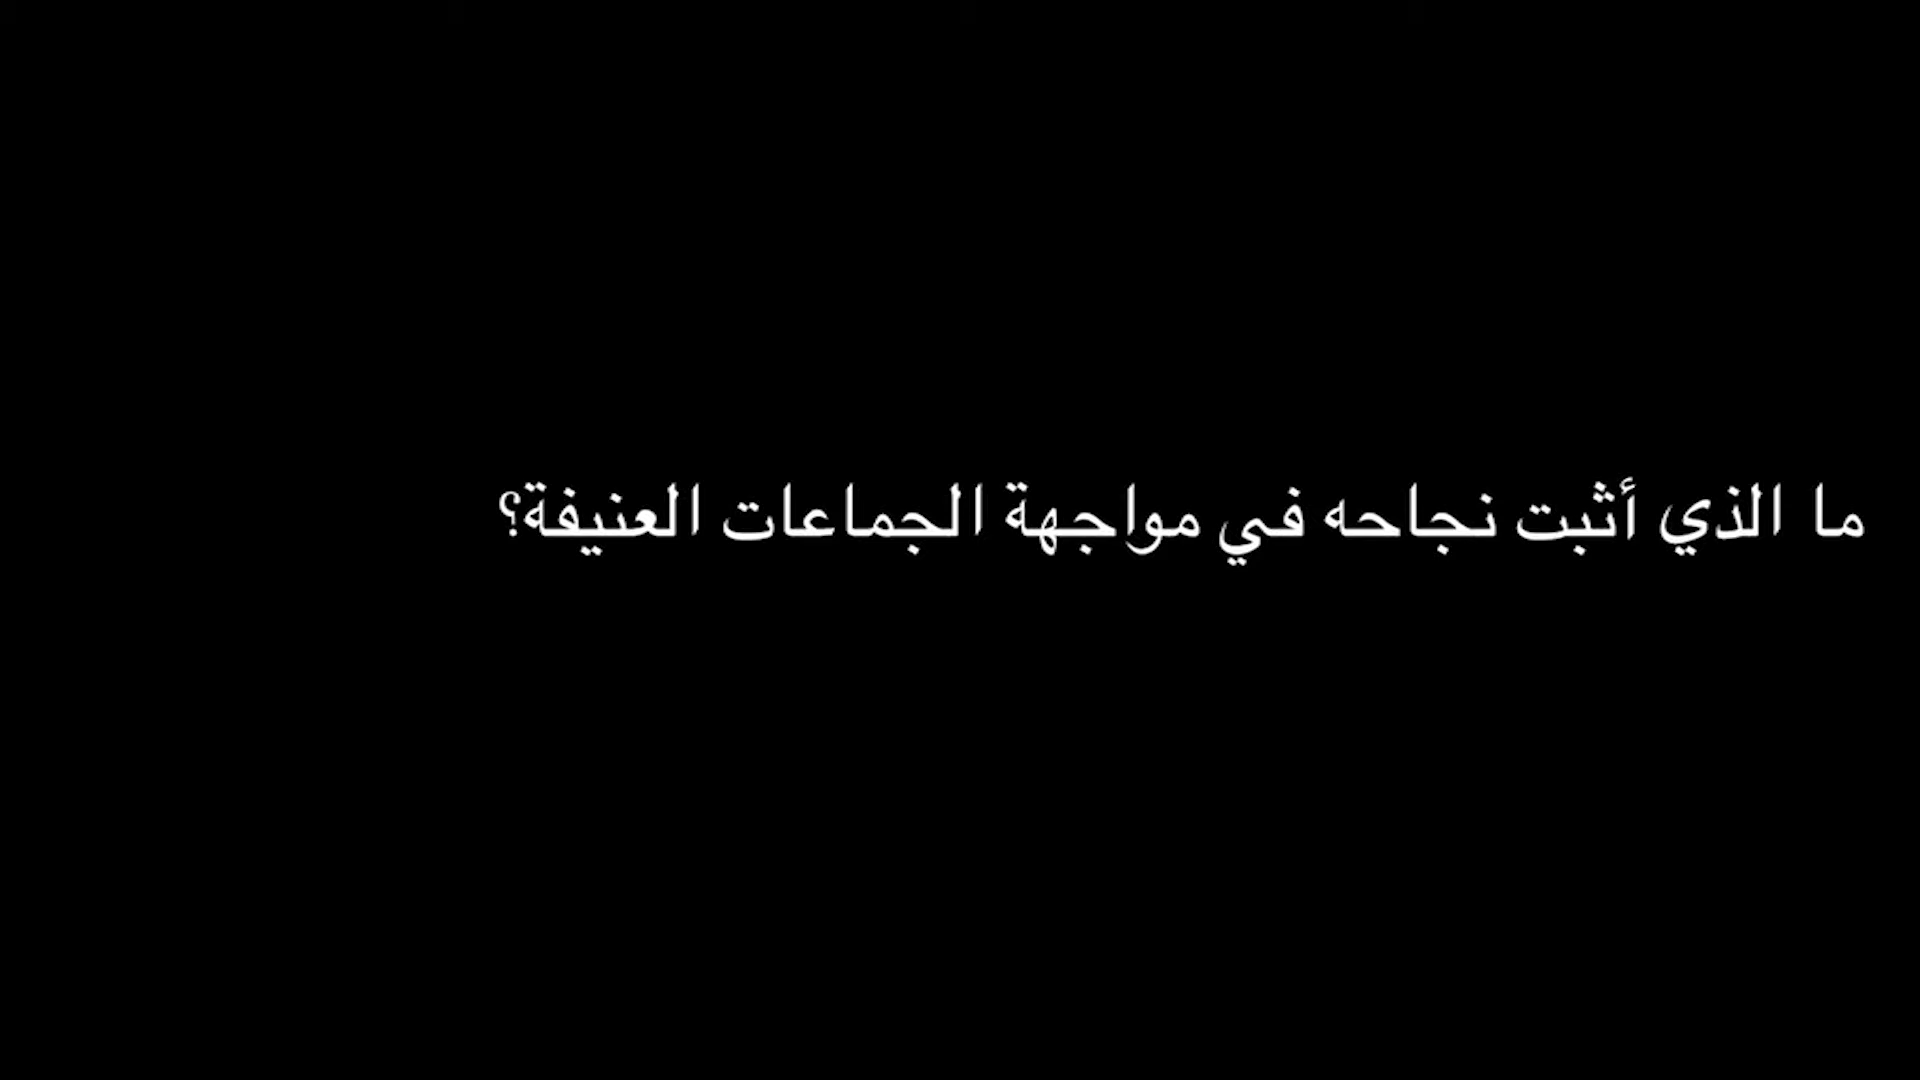 ما الذي أثبت نجاحه في مواجهة الجماعات العنيفة؟